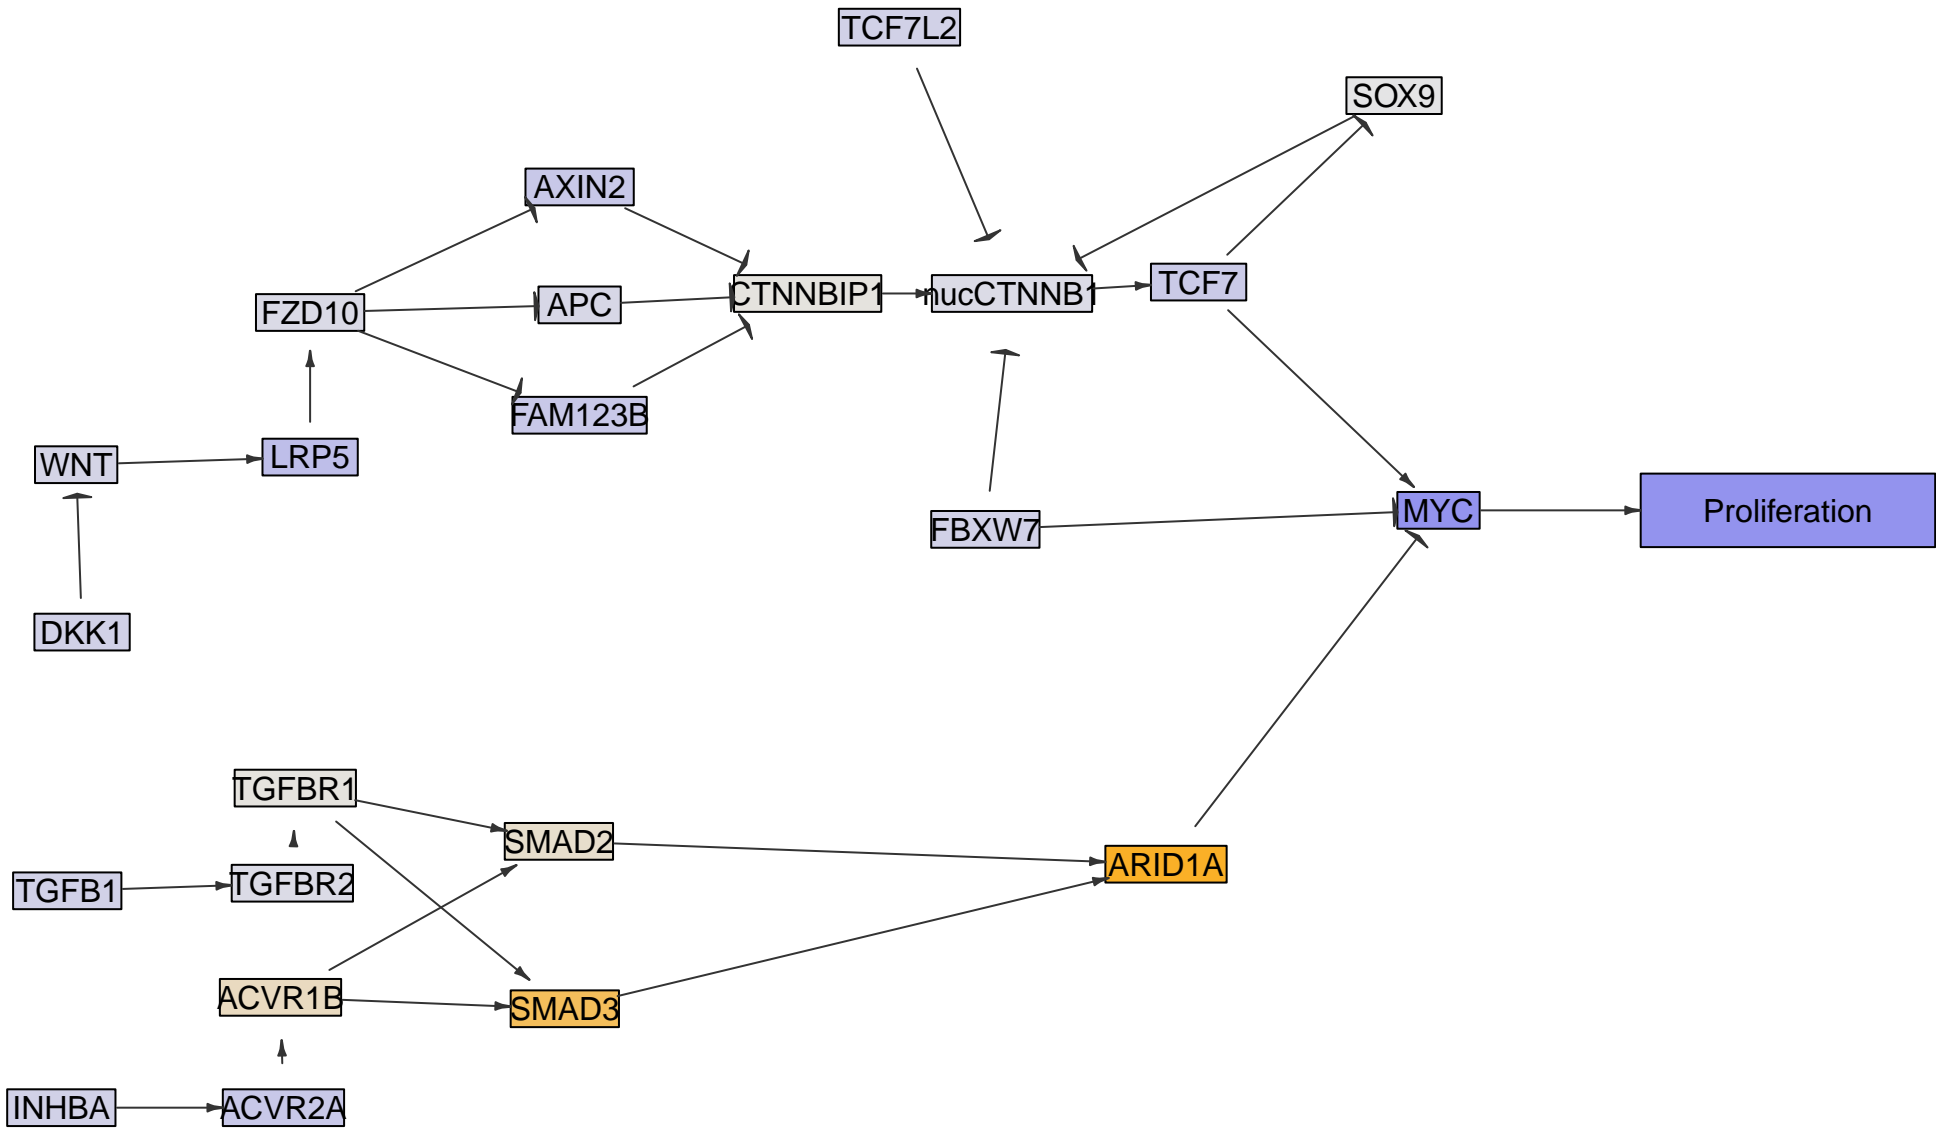 TCF7L2
SOX9
AXIN2
FZD10
APC
CTNNBIP1
nucCTNNB1
TCF7
FAM123B
WNT
LRP5
FBXW7
MYC
Proliferation
DKK1
TGFBR1
SMAD2
ARID1A
TGFB1
TGFBR2
ACVR1B
SMAD3
INHBA
ACVR2A